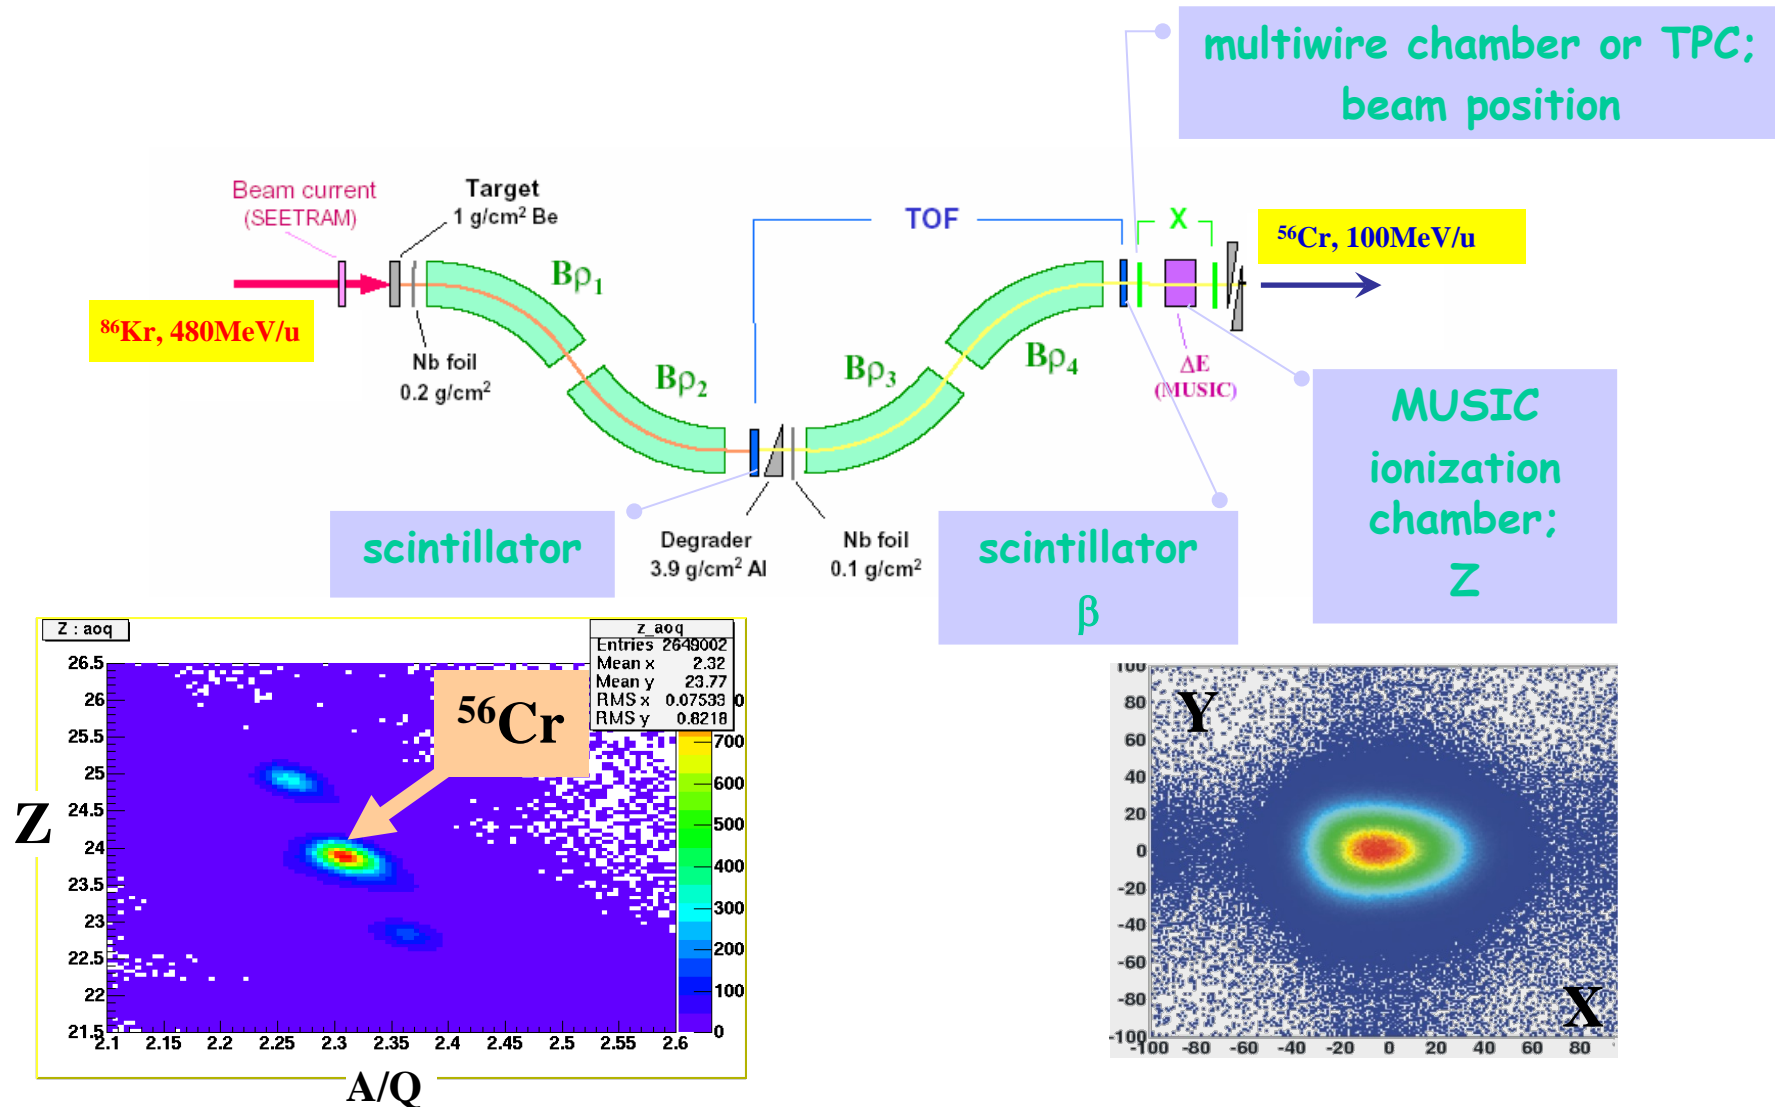 multiwire chamber or TPC;
beam position
Beam current
(SEETRAM)
Target
1 g/cm² Be
TOF
X
⁵⁶Cr, 100MeV/u
⁸⁶Kr, 480MeV/u
Bρ₁
Nb foil
0.2 g/cm²
Bρ₂
Bρ₃
Bρ₄
ΔE
(MUSIC)
MUSIC
ionization
chamber;
Z
scintillator
Degrader
3.9 g/cm² Al
Nb foil
0.1 g/cm²
scintillator
β
Z : aoq
z_aoq
Entries 2649002
Mean x 2.32
Mean y 23.77
RMS x 0.07533
RMS y 0.8218
⁵⁶Cr
26.5
26
25.5
25
24.5
24
23.5
23
22.5
22
21.5
Z
2.1 2.15 2.2 2.25 2.3 2.35 2.4 2.45 2.5 2.55 2.6
A/Q
0
700
600
500
400
300
200
100
0
Y
100
80
60
40
20
0
-20
-40
-60
-80
-100
X
-100 -80 -60 -40 -20 0 20 40 60 80